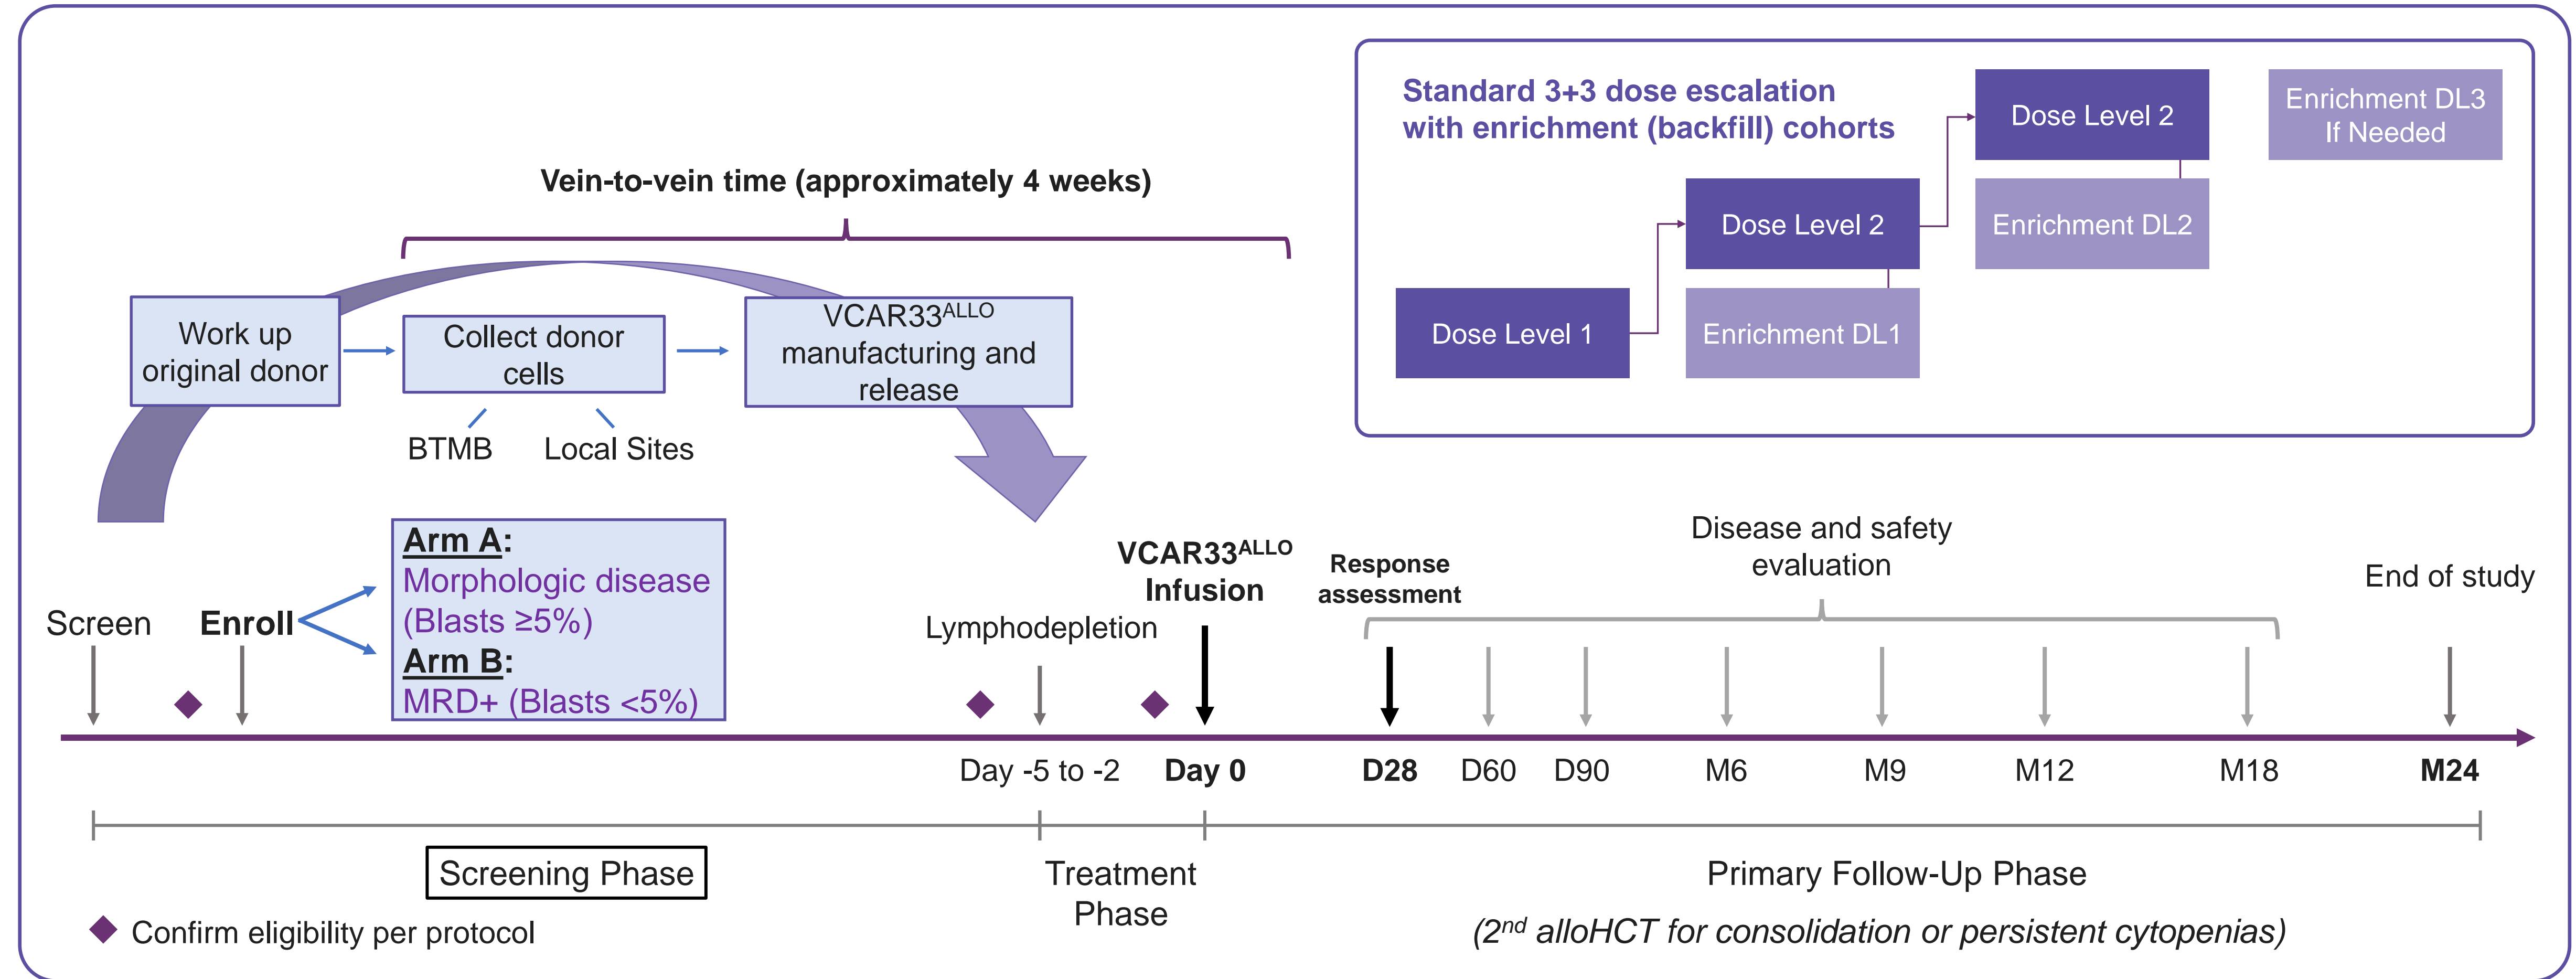 Standard 3+3 dose escalation
with enrichment (backfill) cohorts
Dose Level 2
Enrichment DL3
If Needed
Dose Level 2
Enrichment DL2
Dose Level 1
Enrichment DL1
Vein-to-vein time (approximately 4 weeks)
Work up
original donor
Collect donor
cells
VCAR33ALLO
manufacturing and
release
BTMB
Local Sites
Screen
Enroll
Arm A:
Morphologic disease
(Blasts ≥5%)
Arm B:
MRD+ (Blasts <5%)
Lymphodepletion
VCAR33ALLO
Infusion
Response
assessment
Disease and safety
evaluation
End of study
Day -5 to -2
Day 0
D28
D60
D90
M6
M9
M12
M18
M24
Screening Phase
Treatment
Phase
Primary Follow-Up Phase
(2nd alloHCT for consolidation or persistent cytopenias)
Confirm eligibility per protocol